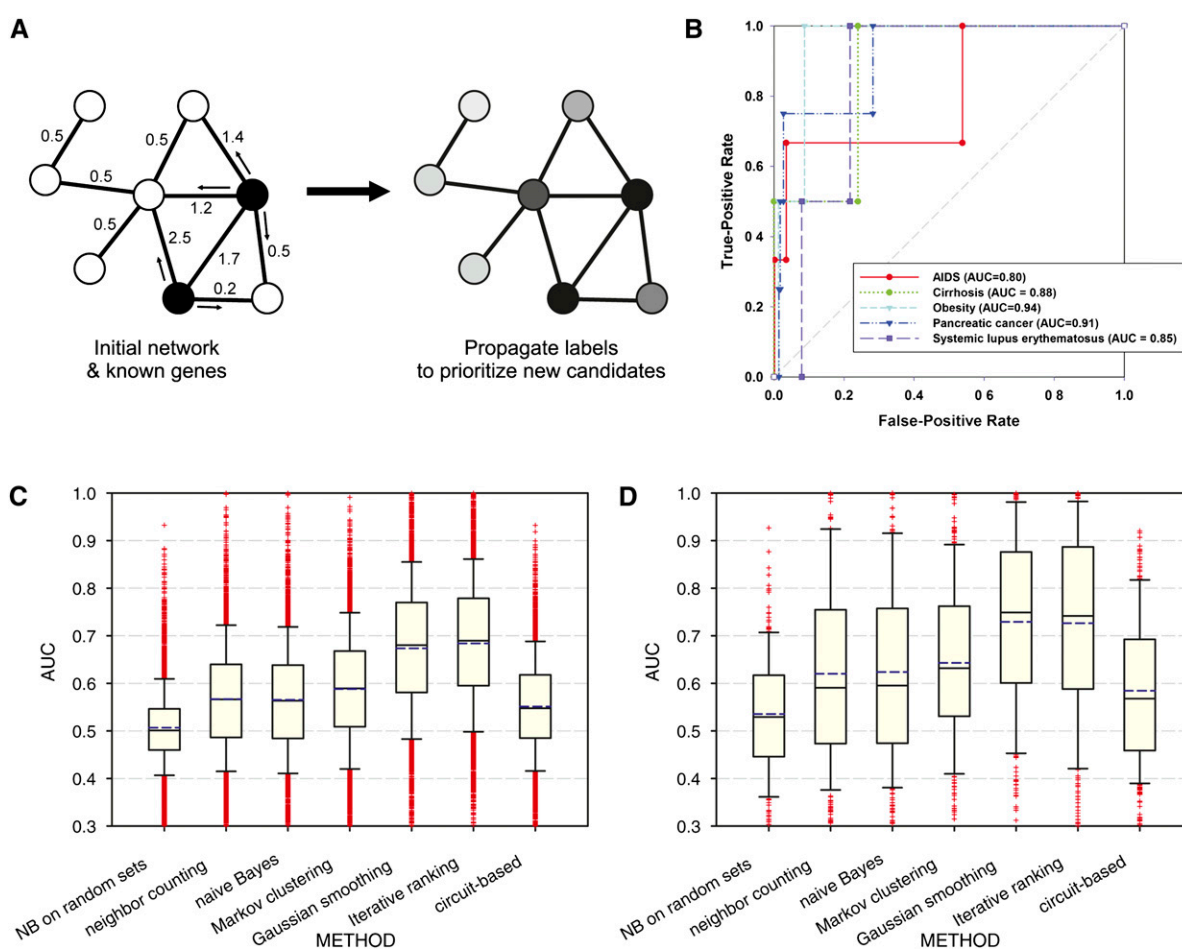 A
0.5
0.5
0.5
0.5
1.4
1.2
2.5
1.7
0.5
0.2
Initial network
& known genes
Propagate labels
to prioritize new candidates
B
True-Positive Rate
1.0
0.8
0 6
0 4
0.2
0.0
0.0
0.2
0.4
0 6
0 8
1.0
False-Positive Rate
AIDS (AUC=0.80)
Cirrhosis (AUC = 0.88)
Obesity (AUC=0.94)
Pancreatic cancer (AUC=0.91)
Systemic lupus erythematosus (AUC = 0.85)
C
AUC
1.0
0.9
0.8
0.7
0.6
0.5
0.4
0.3
NB on random sets
neighbor counting
naive Bayes
Markov clustering
Gaussian smoothing
Iterative ranking
circuit-based
METHOD
D
AUC
1.0
0.9
0.8
0.7
0.6
0.5
0.4
0.3
NB on random sets
neighbor counting
naive Bayes
Markov clustering
Gaussian smoothing
Iterative ranking
circuit-based
METHOD